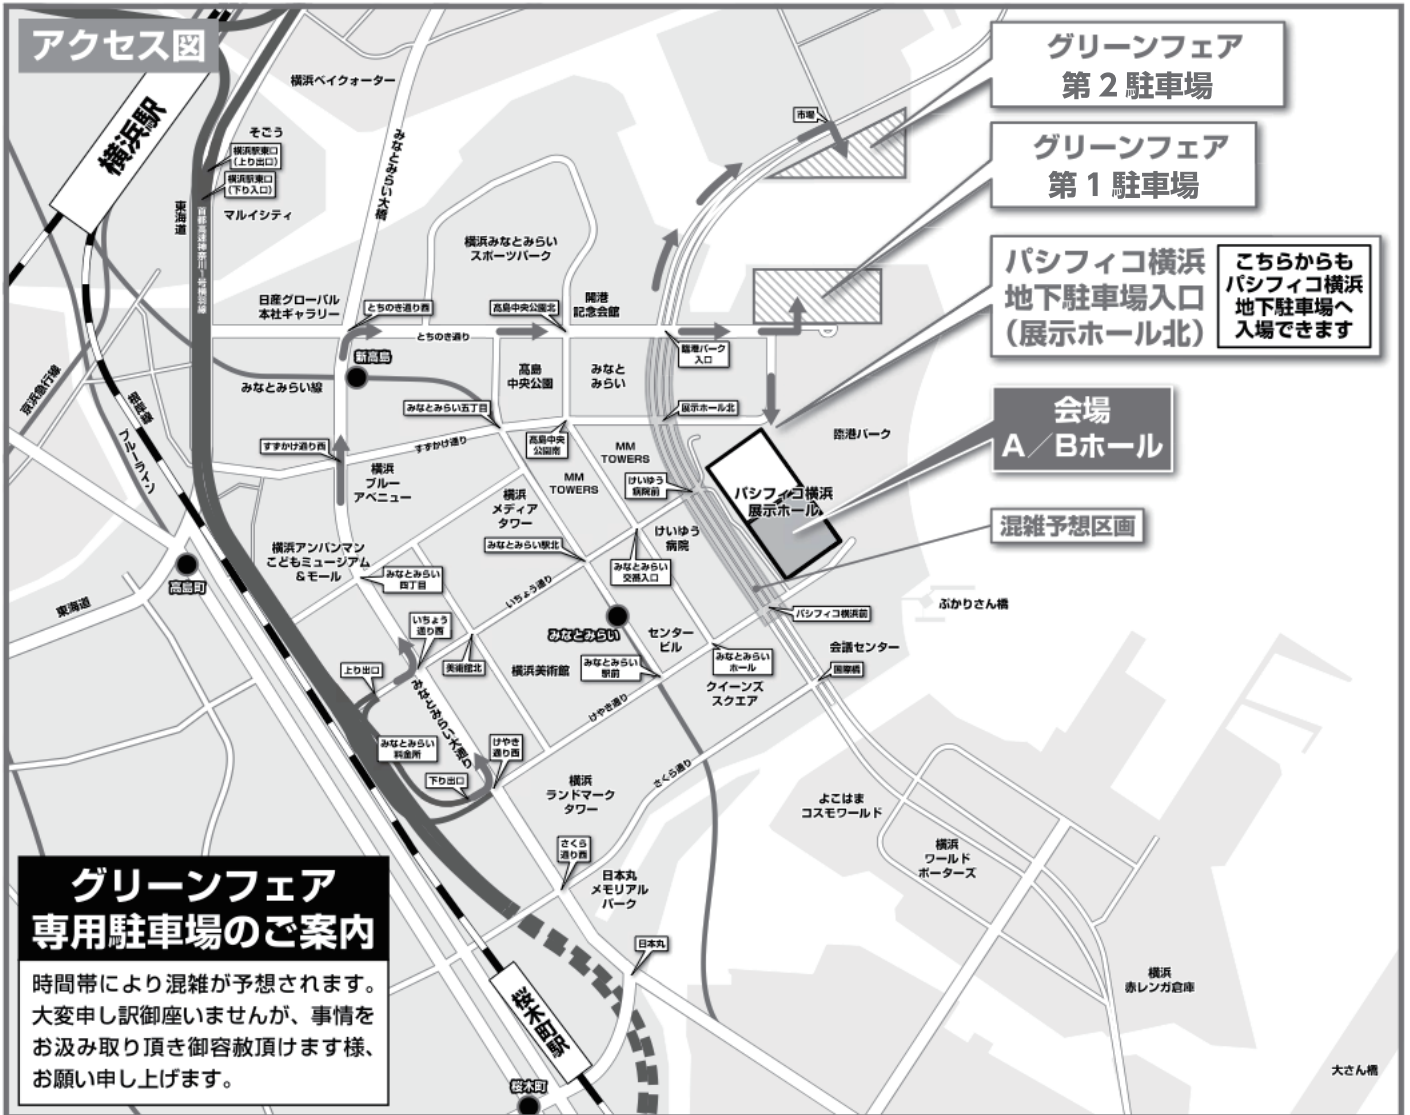 アクセス図
横浜駅
横浜ベイクォーター
そごう
横浜駅東口
(上り出口)
横浜駅東口
(下り入口)
マルイシティ
東海道
首都高速神奈川1号横羽線
みなとみらい大橋
横浜みなとみらい
スポーツパーク
市場
グリーンフェア
第2駐車場
グリーンフェア
第1駐車場
パシフィコ横浜
地下駐車場入口
(展示ホール北)
こちらからも
パシフィコ横浜
地下駐車場へ
入場できます
日産グローバル
本社ギャラリー
とちのき通り西
高島中央公園北
開港
記念会館
とちのき通り
臨港パーク
入口
新高島
みなとみらい線
高島
中央公園
みなと
みらい
京浜急行線
根岸線
ブルーライン
みなとみらい五丁目
展示ホール北
会場
A/Bホール
臨港パーク
すずかけ通り西
すずかけ通り
高島中央
公園南
MM
TOWERS
MM
TOWERS
横浜
ブルー
アベニュー
けいゆう
病院前
パシフィコ横浜
展示ホール
横浜
メディア
タワー
けいゆう
病院
混雑予想区画
横浜アンパンマン
こどもミュージアム
&モール
みなとみらい駅北
みなとみらい
四丁目
みなとみらい
交番入口
高島町
東海道
いちょう通り
ぷかりさん橋
パシフィコ横浜前
いちょう
通り西
みなとみらい
センター
ビル
会議センター
上り出口
美術館北
横浜美術館
みなとみらい
駅前
みなとみらい
ホール
国際橋
クイーンズ
スクエア
みなとみらい大通り
けやき通り
みなとみらい
料金所
けやき
通り西
下り出口
さくら通り
横浜
ランドマーク
タワー
よこはま
コスモワールド
さくら
通り西
横浜
ワールド
ポーターズ
日本丸
メモリアル
パーク
グリーンフェア
専用駐車場のご案内
時間帯により混雑が予想されます。
大変申し訳御座いませんが、事情を
お汲み取り頂き御容赦頂けます様、
お願い申し上げます。
日本丸
横浜
赤レンガ倉庫
桜木町駅
桜木町
大さん橋